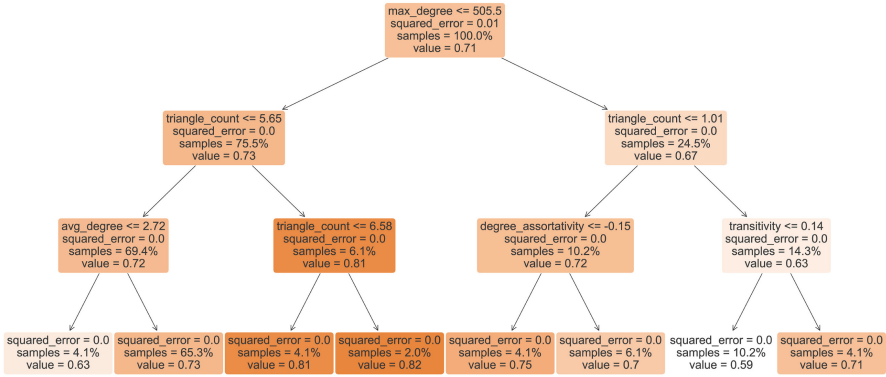 max_degree <= 505.5
squared_error = 0.01
samples = 100.0%
value = 0.71
triangle_count <= 5.65
squared_error = 0.0
samples = 75.5%
value = 0.73
triangle_count <= 1.01
squared_error = 0.0
samples = 24.5%
value = 0.67
avg_degree <= 2.72
squared_error = 0.0
samples = 69.4%
value = 0.72
triangle_count <= 6.58
squared_error = 0.0
samples = 6.1%
value = 0.81
degree_assortativity <= -0.15
squared_error = 0.0
samples = 10.2%
value = 0.72
transitivity <= 0.14
squared_error = 0.0
samples = 14.3%
value = 0.63
squared_error = 0.0
samples = 4.1%
value = 0.63
squared_error = 0.0
samples = 65.3%
value = 0.73
squared_error = 0.0
samples = 4.1%
value = 0.81
squared_error = 0.0
samples = 2.0%
value = 0.82
squared_error = 0.0
samples = 4.1%
value = 0.75
squared_error = 0.0
samples = 6.1%
value = 0.7
squared_error = 0.0
samples = 10.2%
value = 0.59
squared_error = 0.0
samples = 4.1%
value = 0.71